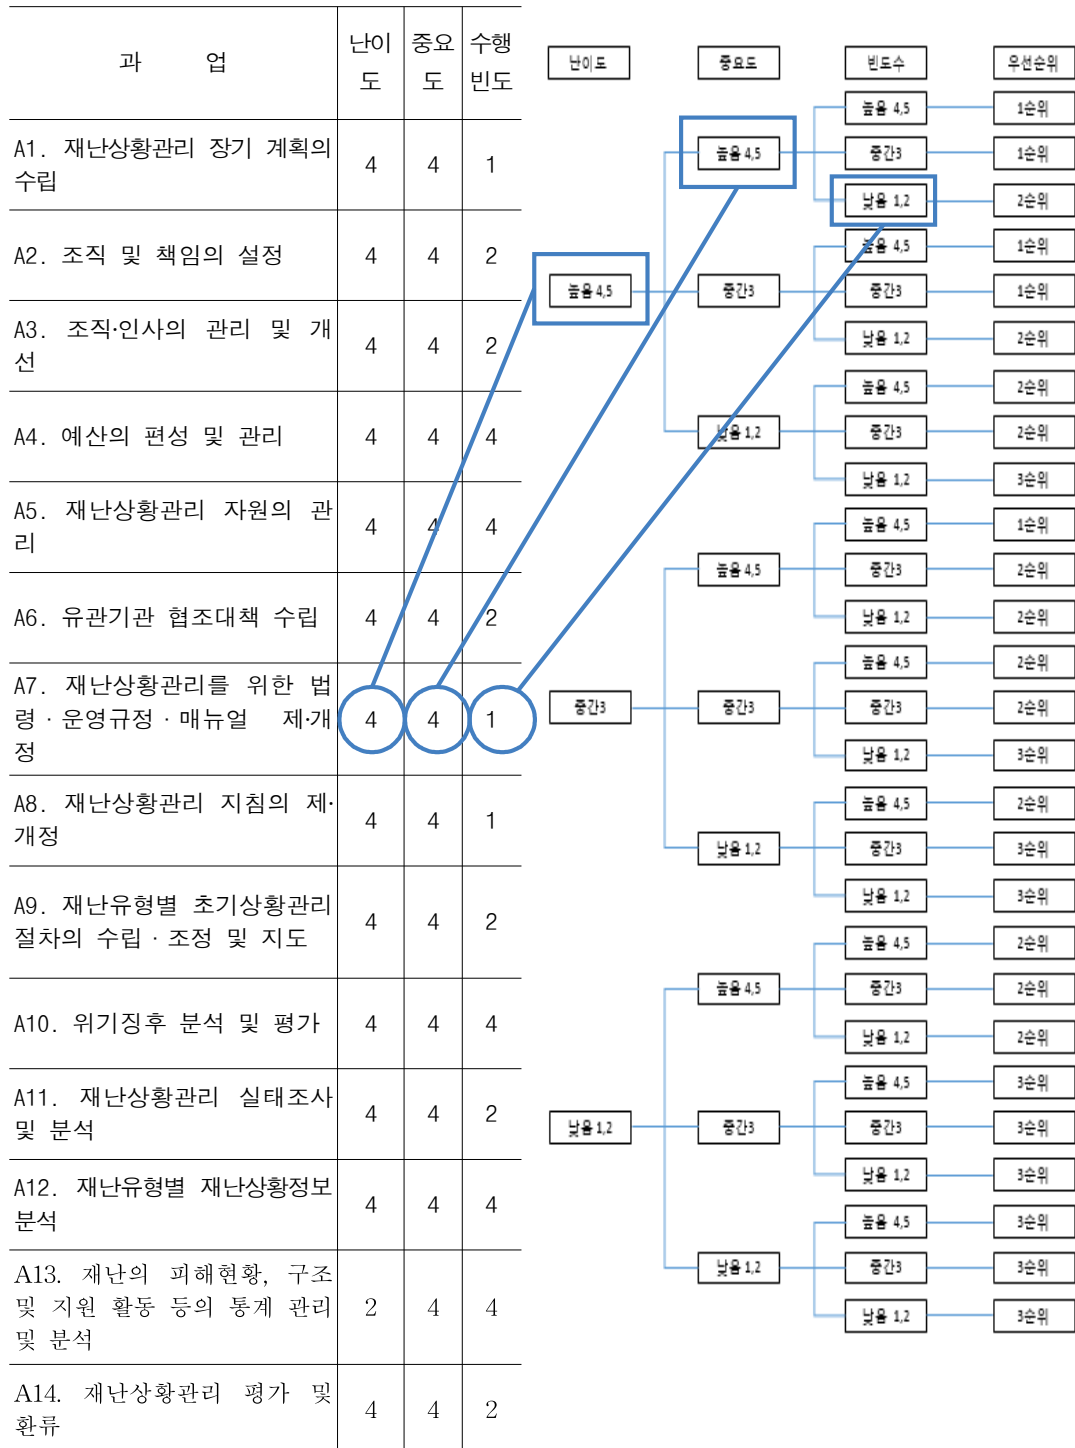 과 업
난이
도
중요
도
수행
빈도
A1. 재난상황관리 장기 계획의
수립
4 4 1
A2. 조직 및 책임의 설정
4 4 2
A3. 조직·인사의 관리 및 개
선
4 4 2
A4. 예산의 편성 및 관리
4 4 4
A5. 재난상황관리 자원의 관
리
4 4 4
A6. 유관기관 협조대책 수립
4 4 2
A7. 재난상황관리를 위한 법
령·운영규정·매뉴얼 제·개
정
4 4 1
A8. 재난상황관리 지침의 제·
개정
4 4 1
A9. 재난유형별 초기상황관리
절차의 수립·조정 및 지도
4 4 2
A10. 위기징후 분석 및 평가
4 4 4
A11. 재난상황관리 실태조사
및 분석
4 4 2
A12. 재난유형별 재난상황정보
분석
4 4 4
A13. 재난의 피해현황, 구조
및 지원 활동 등의 통계 관리
및 분석
2 4 4
A14. 재난상황관리 평가 및
환류
4 4 2
난이도 중요도 빈도수 우선순위
높음 4,5 1순위
높음 4,5 중간3 1순위
낮음 1,2 2순위
높음 4,5 1순위
높음 4,5 중간3 중간3 1순위
낮음 1,2 2순위
높음 4,5 2순위
낮음 1,2 중간3 2순위
낮음 1,2 3순위
높음 4,5 1순위
높음 4,5 중간3 2순위
낮음 1,2 2순위
높음 4,5 2순위
중간3 중간3 중간3 2순위
낮음 1,2 3순위
높음 4,5 2순위
낮음 1,2 중간3 3순위
낮음 1,2 3순위
높음 4,5 2순위
높음 4,5 중간3 2순위
낮음 1,2 2순위
높음 4,5 3순위
낮음 1,2 중간3 중간3 3순위
낮음 1,2 3순위
높음 4,5 3순위
낮음 1,2 중간3 3순위
낮음 1,2 3순위